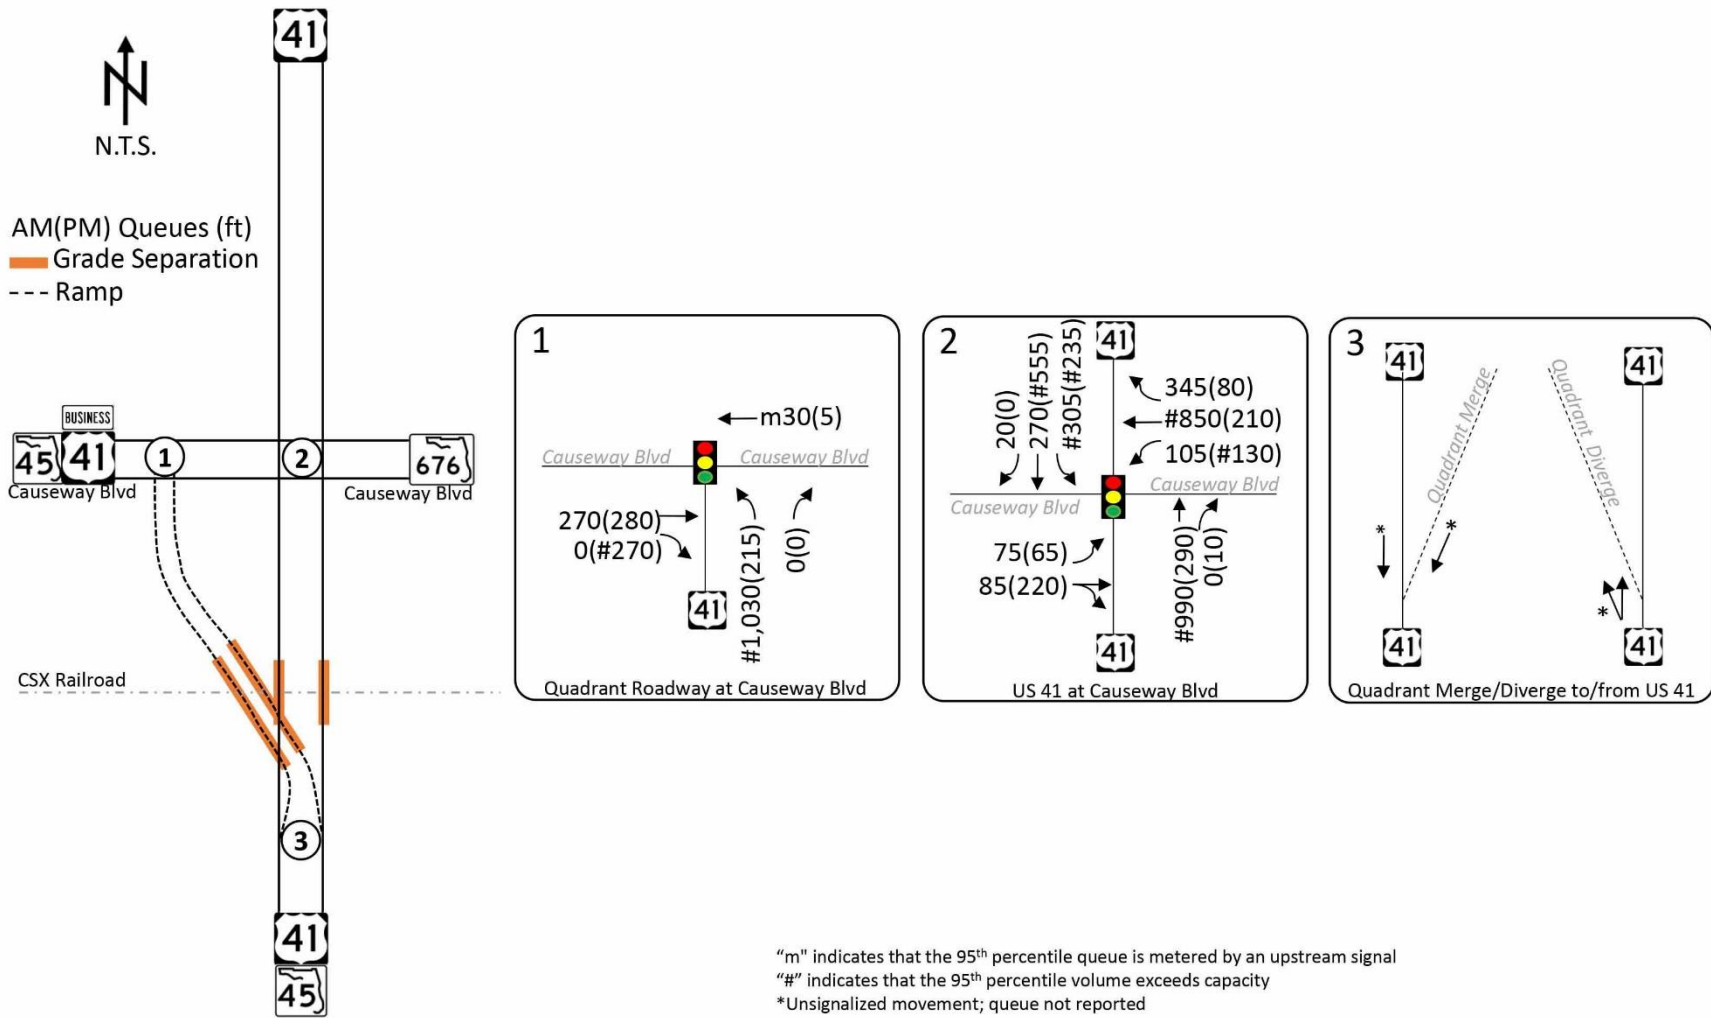 41
N
N.T.S.
AM(PM) Queues (ft)
Grade Separation
--- Ramp
BUSINESS
45
41
1
2
676
Causeway Blvd
Causeway Blvd
CSX Railroad
3
41
45
1
m30(5)
Causeway Blvd
Causeway Blvd
270(280)
0(#270)
#1,030(215)
0(0)
41
Quadrant Roadway at Causeway Blvd
2
200(0)
270(#555)
#305(#235)
41
345(80)
#850(210)
105(#130)
Causeway Blvd
Causeway Blvd
75(65)
85(220)
#990(290)
0(10)
41
US 41 at Causeway Blvd
3
41
Quadrant Merge
Quadrant Diverge
41
*
*
*
41
41
Quadrant Merge/Diverge to/from US 41
“m" indicates that the 95th percentile queue is metered by an upstream signal
“#” indicates that the 95th percentile volume exceeds capacity
*Unsignalized movement; queue not reported